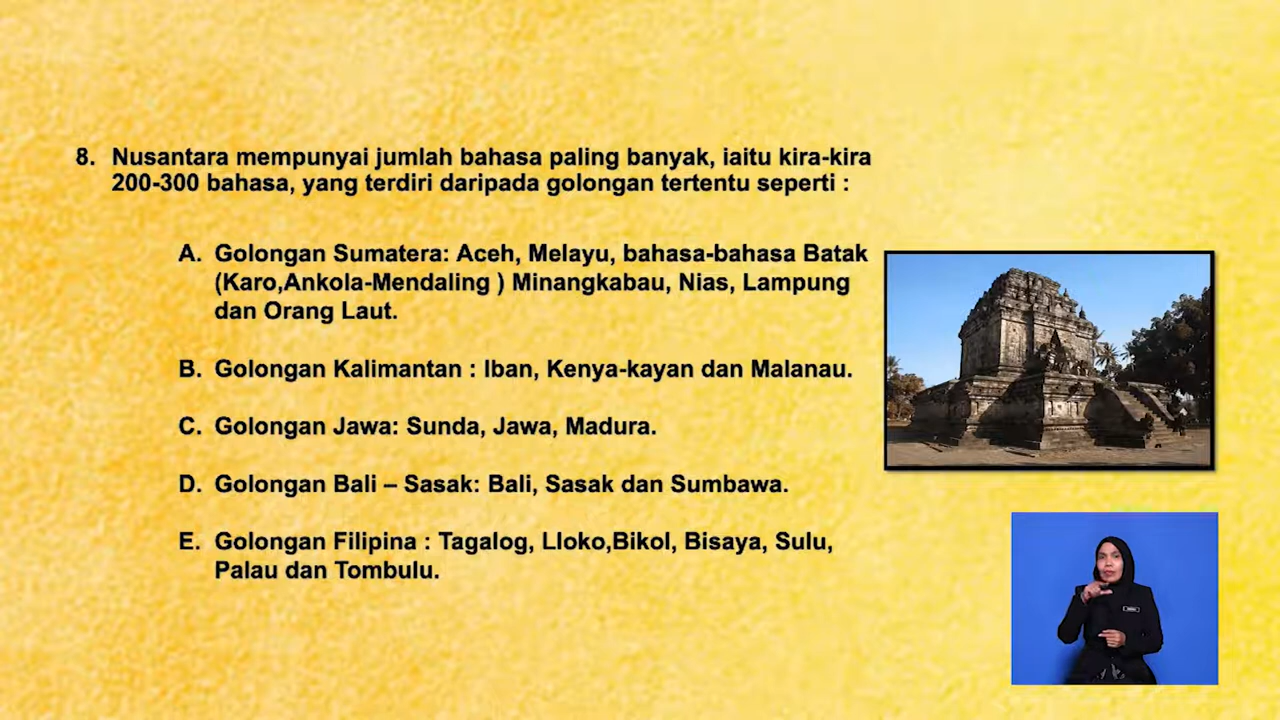 8. Nusantara mempunyai jumlah bahasa paling banyak, iaitu kira-kira
200-300 bahasa, yang terdiri daripada golongan tertentu seperti :
A. Golongan Sumatera: Aceh, Melayu, bahasa-bahasa Batak
(Karo,Ankola-Mendaling ) Minangkabau, Nias, Lampung
dan Orang Laut.
B. Golongan Kalimantan : Iban, Kenya-kayan dan Malanau.
C. Golongan Jawa: Sunda, Jawa, Madura.
D. Golongan Bali – Sasak: Bali, Sasak dan Sumbawa.
E. Golongan Filipina : Tagalog, Lloko,Bikol, Bisaya, Sulu,
Palau dan Tombulu.